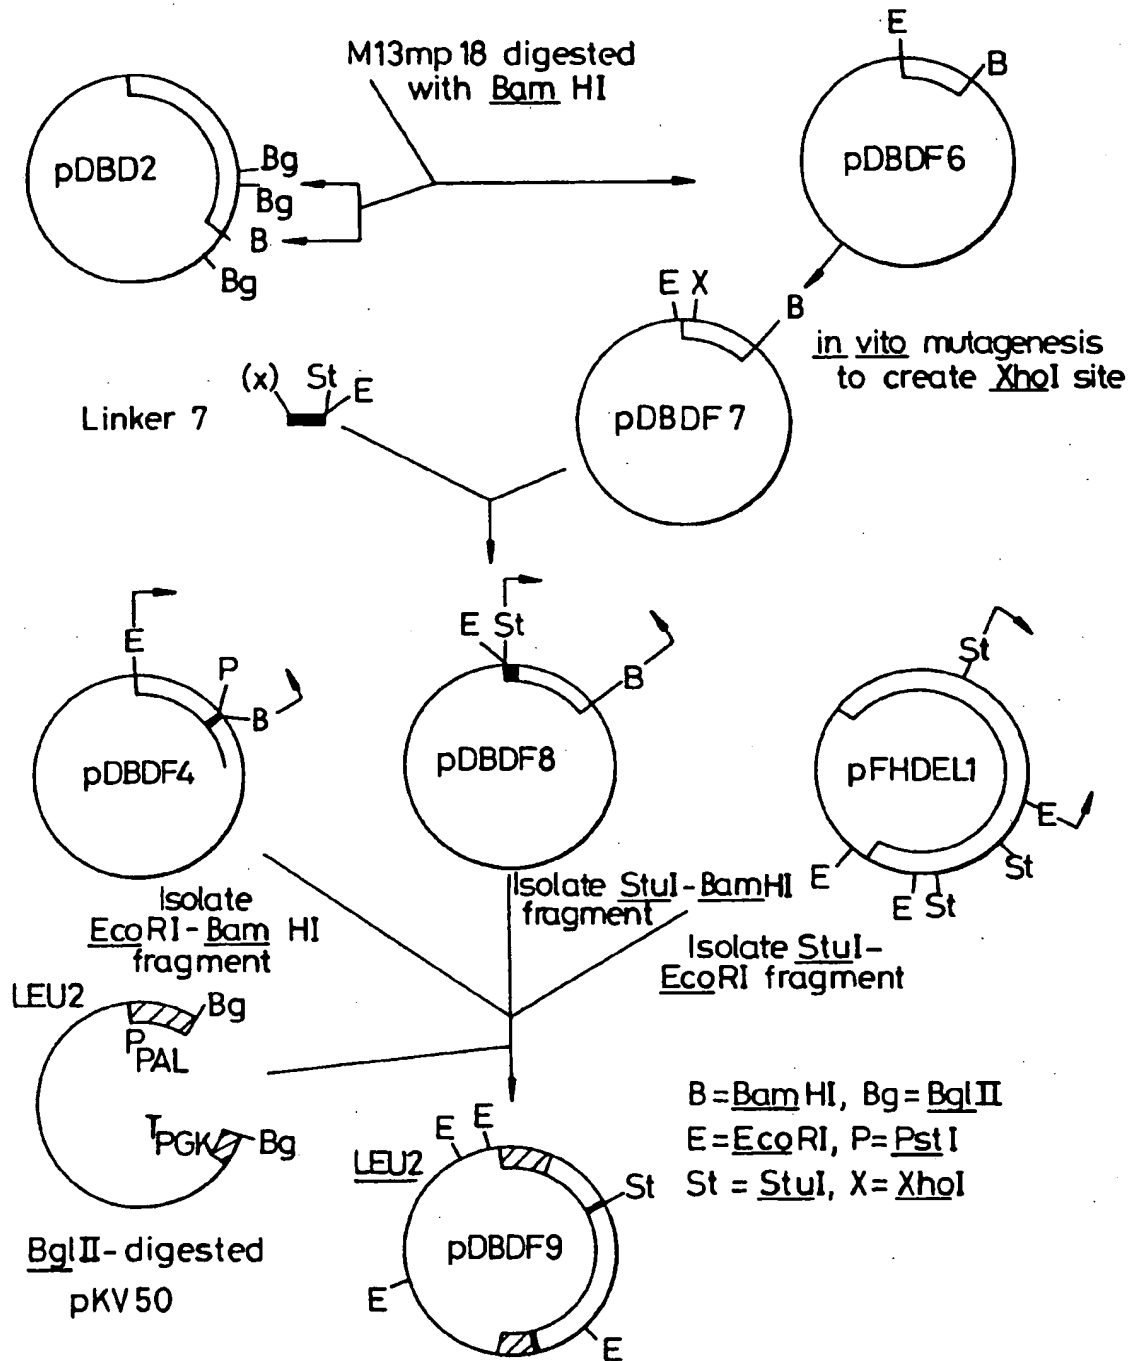 M13mp 18 digested
with Bam HI
pDBD2
Bg
Bg
B
Bg
E
B
pDBDF6
E X
B
in vito mutagenesis
to create XhoI site
pDBDF7
(x)
St
E
Linker 7
E
P
B
pDBDF4
E St
B
pDBDF8
St
E
St
E St
E
pFHDEL1
Isolate
EcoRI-Bam HI
fragment
Isolate StuI-BamHI
fragment
Isolate StuI-
EcoRI fragment
LEU2
Bg
PPAL
TPGK
Bg
BglII-digested
pKV50
E
E
LEU2
St
pDBDF9
E
E
B=BamHI, Bg=BglII
E=EcoRI, P=PstI
St = StuI, X=XhoI